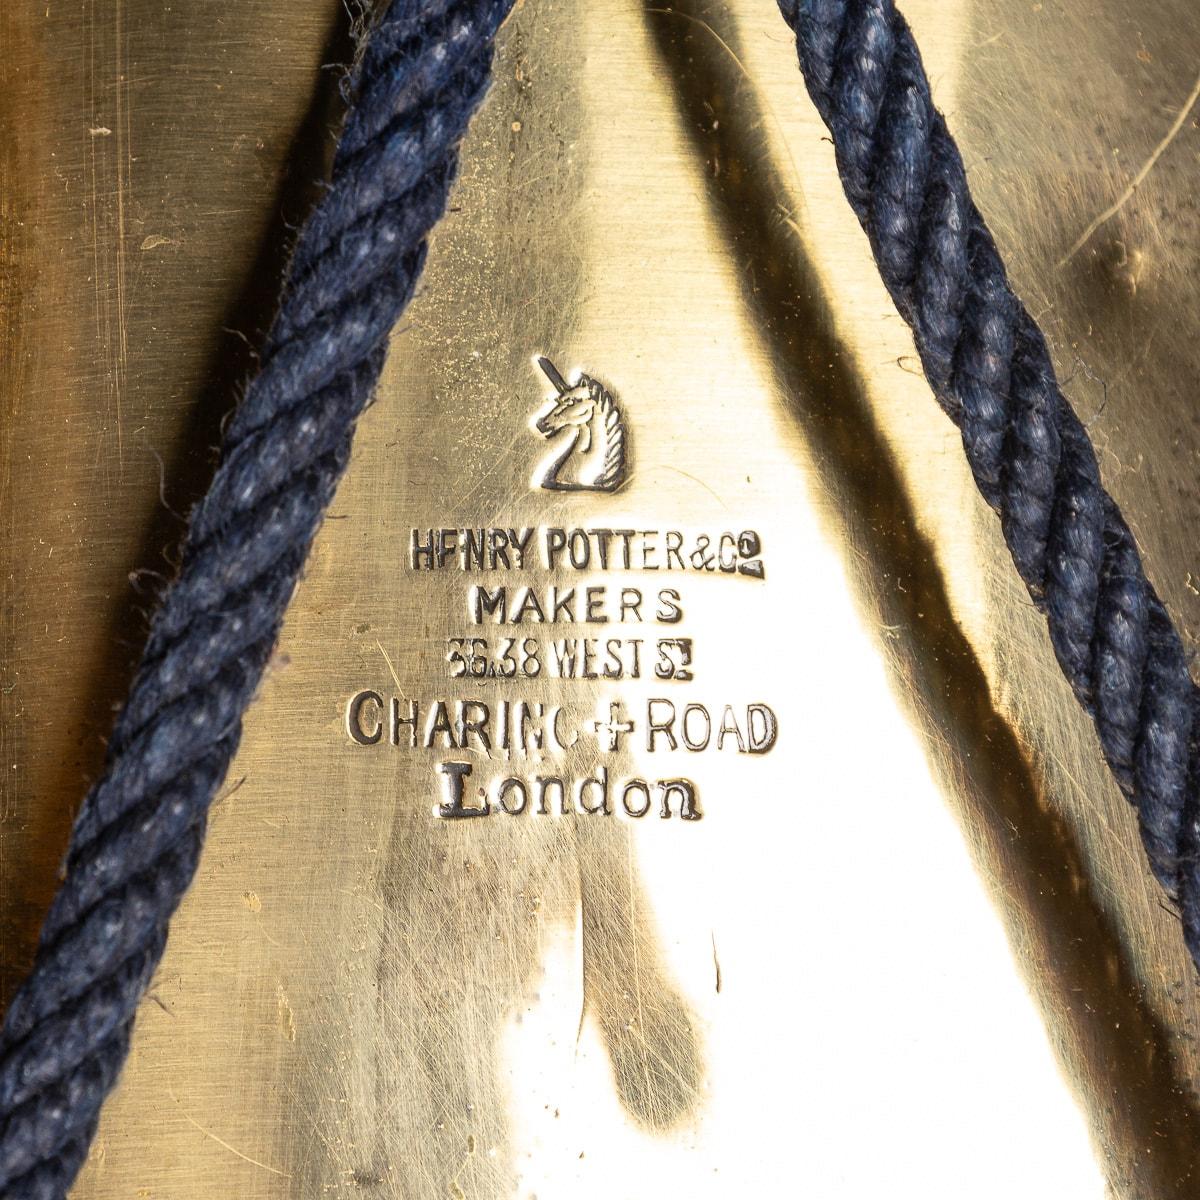 HENRY POTTER & Co.
MAKERS
36.38 WEST St.
CHARING + ROAD
London